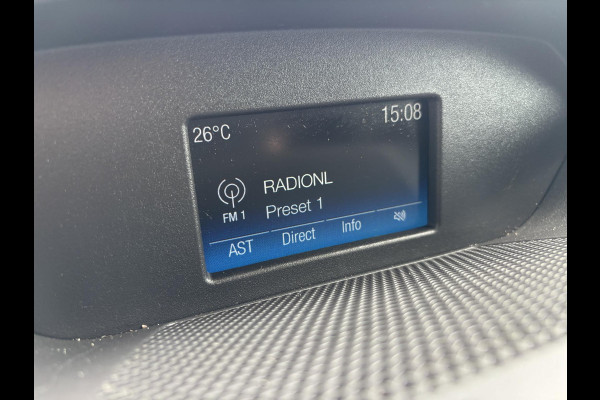 26°C 15:08
RADIONL
FM 1 Preset 1
AST Direct Info